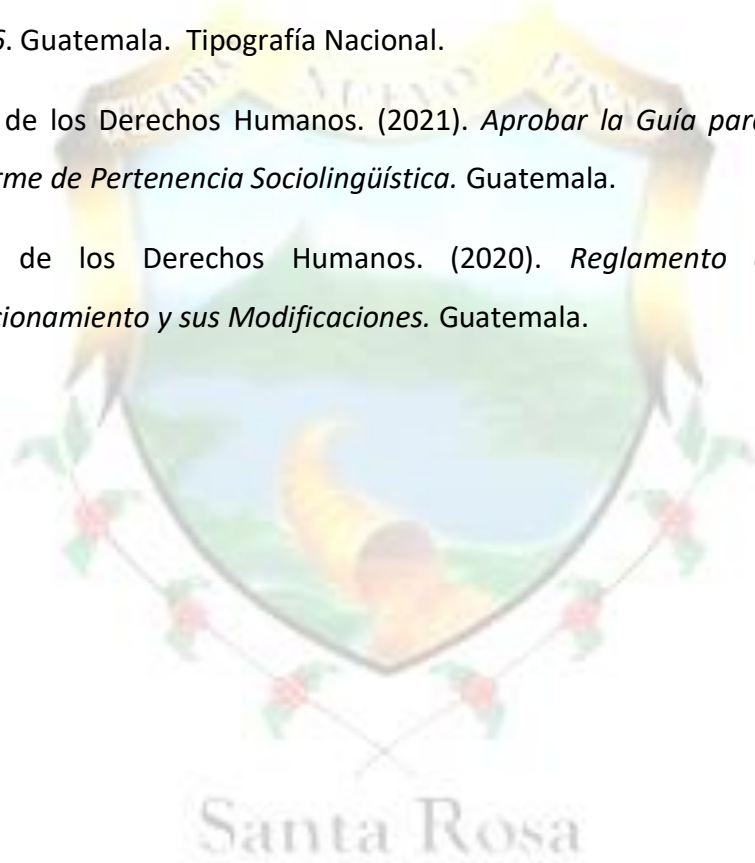 6. Guatemala. Tipografía Nacional.
de los Derechos Humanos. (2021). Aprobar la Guía para
rme de Pertenencia Sociolingüística. Guatemala.
de los Derechos Humanos. (2020). Reglamento
cionamiento y sus Modificaciones. Guatemala.
Santa Rosa